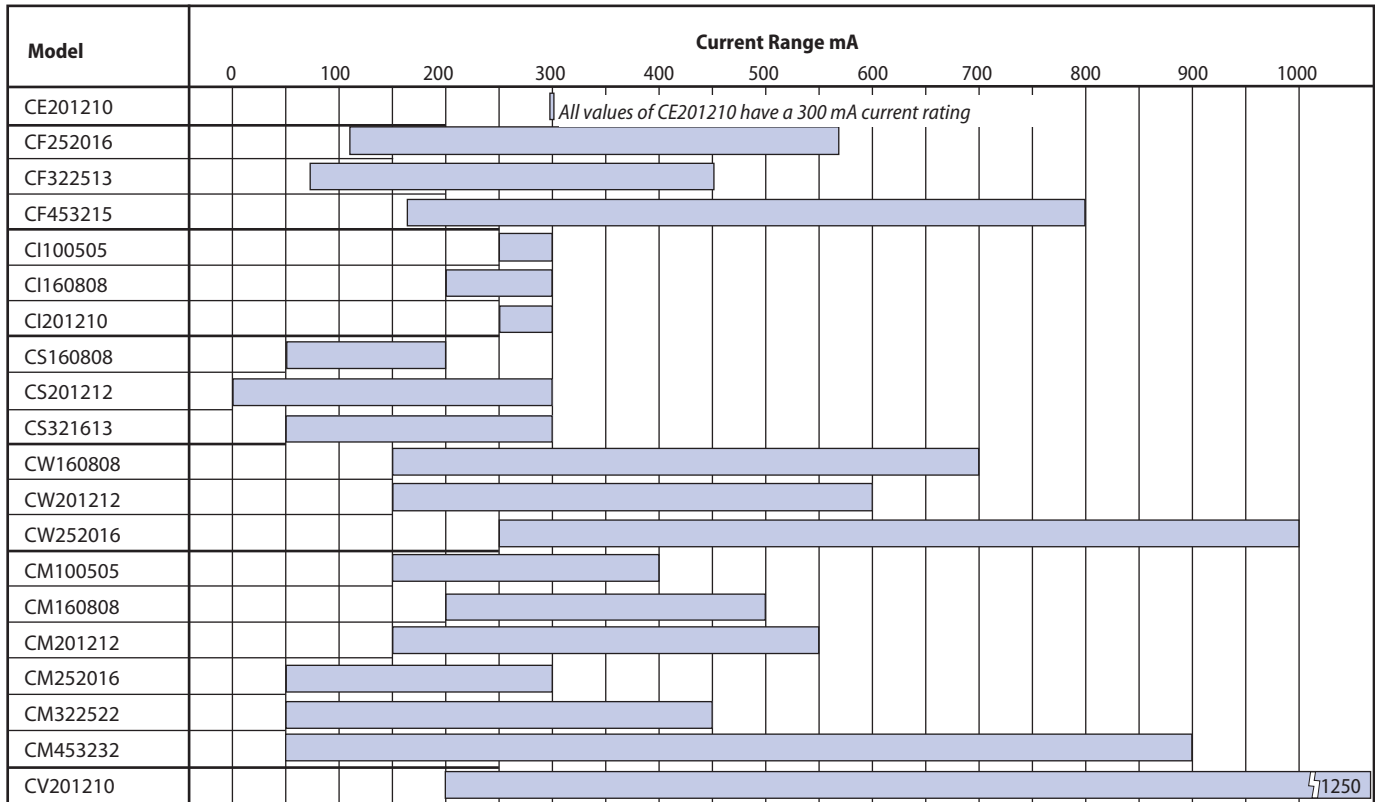 Model
Current Range mA
0 100 200 300 400 500 600 700 800 900 1000
CE201210
All values of CE201210 have a 300 mA current rating
CF252016
CF322513
CF453215
CI100505
CI160808
CI201210
CS160808
CS201212
CS321613
CW160808
CW201212
CW252016
CM100505
CM160808
CM201212
CM252016
CM322522
CM453232
CV201210
1250